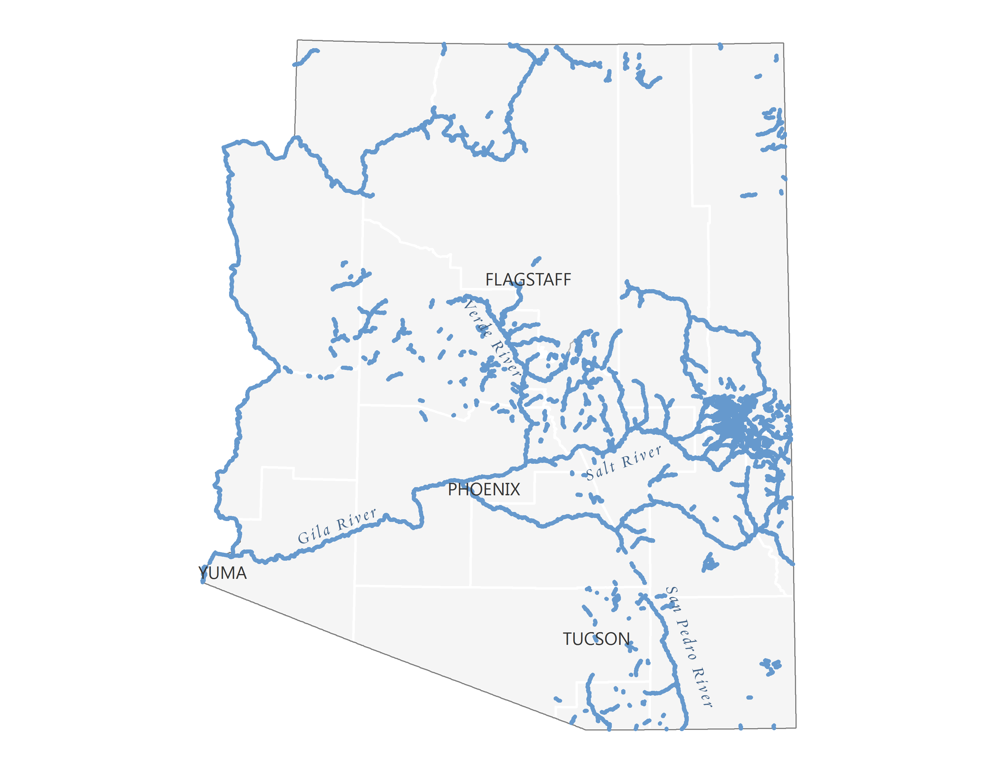 FLAGSTAFF
Verde River
Salt River
PHOENIX
Gila River
YUMA
San Pedro River
TUCSON